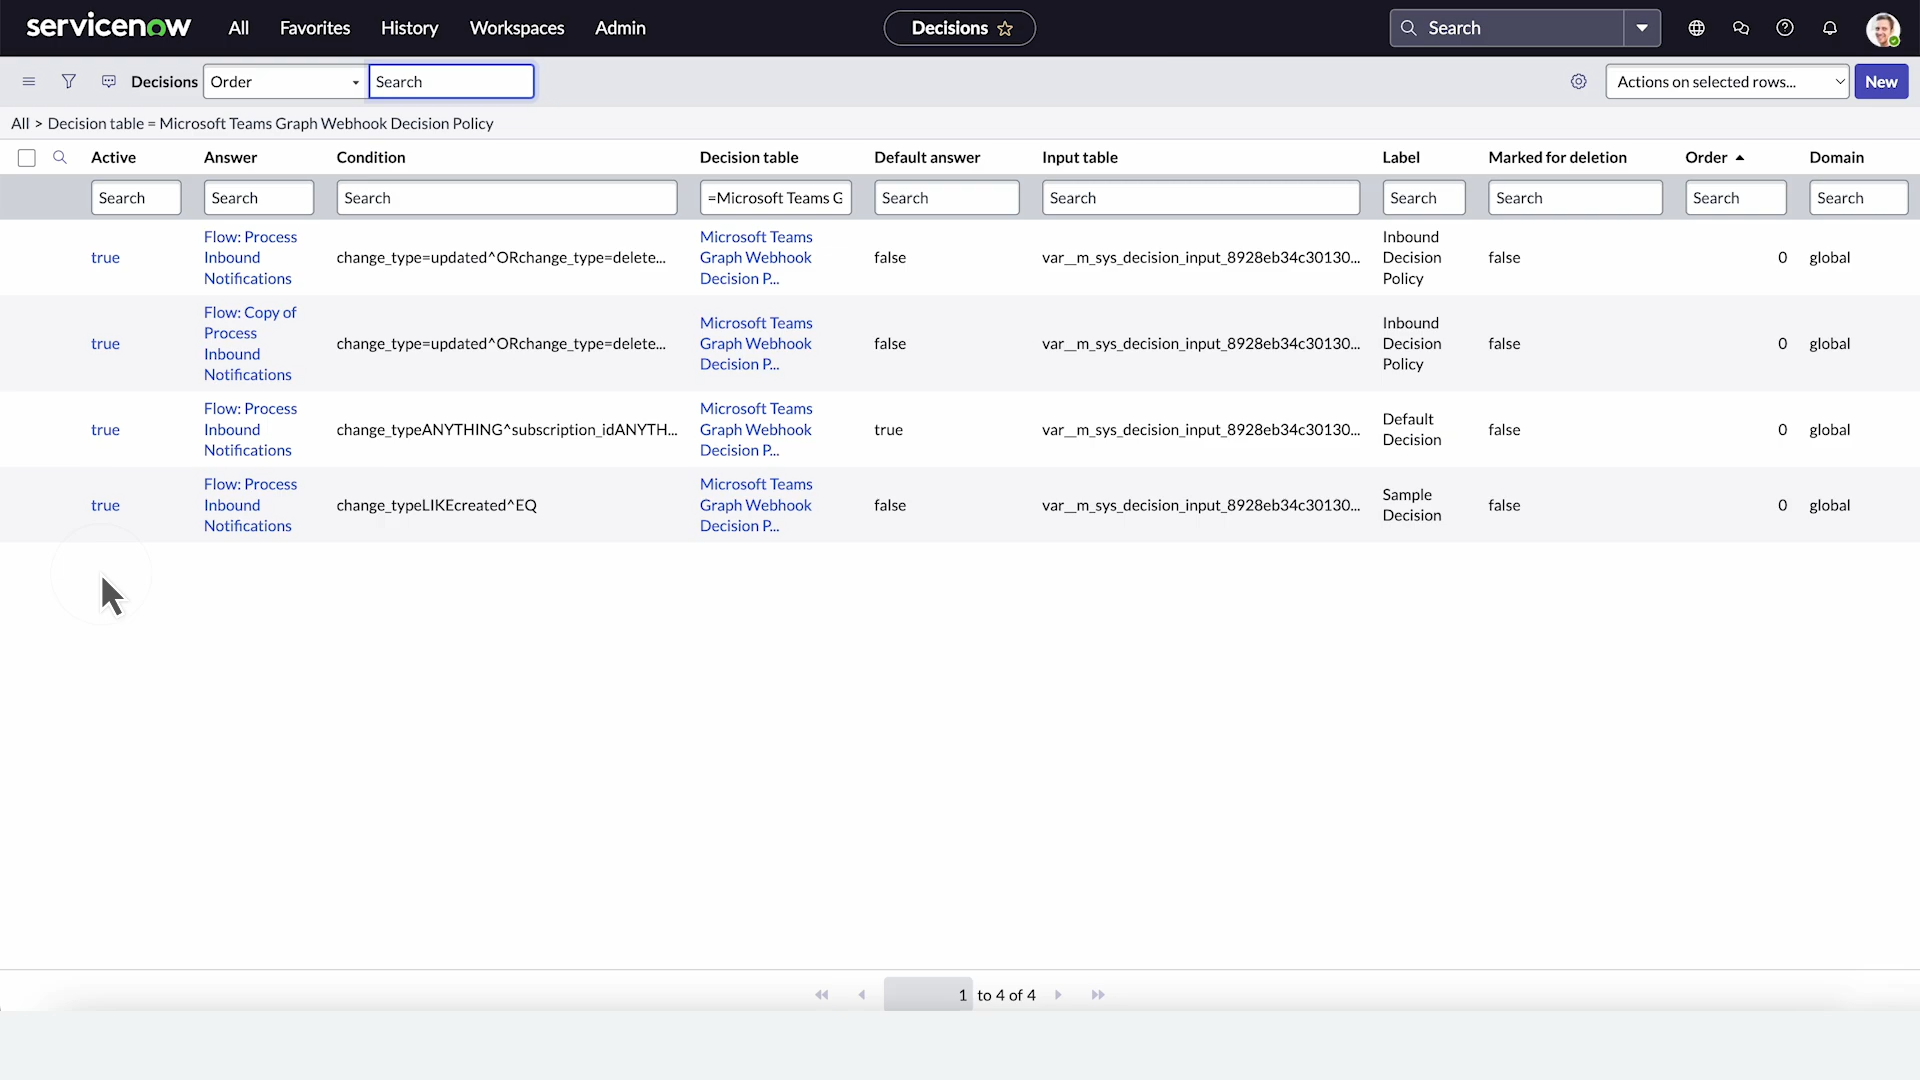 servicenow All Favorites History Workspaces Admin Decisions Search
Decisions Order Search Actions on selected rows... New
All > Decision table = Microsoft Teams Graph Webhook Decision Policy
Active Answer Condition Decision table Default answer Input table Label Marked for deletion Order Domain
Search Search Search =Microsoft Teams G Search Search Search Search Search Search
true
Flow: Process
Inbound
Notifications
change_type=updated^ORchange_type=delete...
Microsoft Teams
Graph Webhook
Decision P...
false
var__m_sys_decision_input_8928eb34c30130...
Inbound
Decision
Policy
false
0
global
true
Flow: Copy of
Process
Inbound
Notifications
change_type=updated^ORchange_type=delete...
Microsoft Teams
Graph Webhook
Decision P...
false
var__m_sys_decision_input_8928eb34c30130...
Inbound
Decision
Policy
false
0
global
true
Flow: Process
Inbound
Notifications
change_typeANYTHING^subscription_idANYTH...
Microsoft Teams
Graph Webhook
Decision P...
true
var__m_sys_decision_input_8928eb34c30130...
Default
Decision
false
0
global
true
Flow: Process
Inbound
Notifications
change_typeLIKEcreated^EQ
Microsoft Teams
Graph Webhook
Decision P...
false
var__m_sys_decision_input_8928eb34c30130...
Sample
Decision
false
0
global
1 to 4 of 4